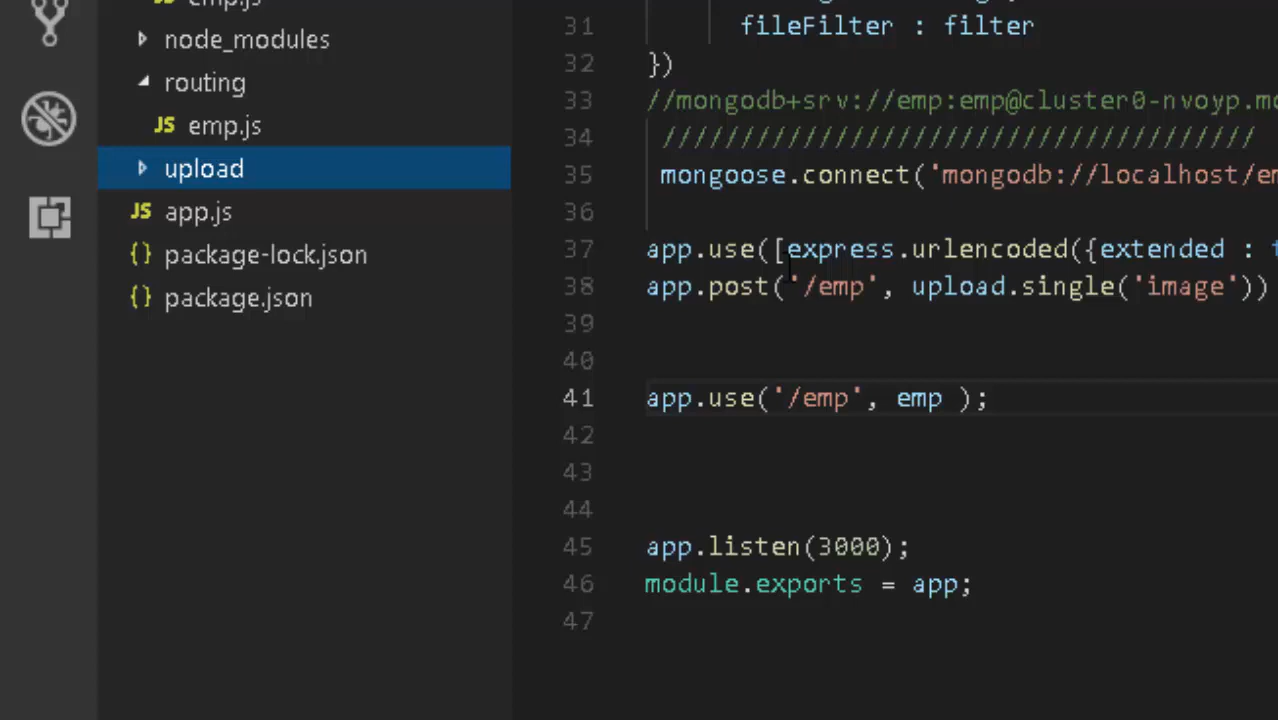 emp.js
node_modules
routing
JS emp.js
upload
JS app.js
{} package-lock.json
{} package.json
31 fileFilter : filter
32 })
33 //mongodb+srv://emp:emp@cluster0-nvoyp.mo
34 //////////////////////////////////////
35 mongoose.connect('mongodb://localhost/em
36
37 app.use([express.urlencoded({extended : t
38 app.post('/emp', upload.single('image'))
39
40
41 app.use('/emp', emp );
42
43
44
45 app.listen(3000);
46 module.exports = app;
47